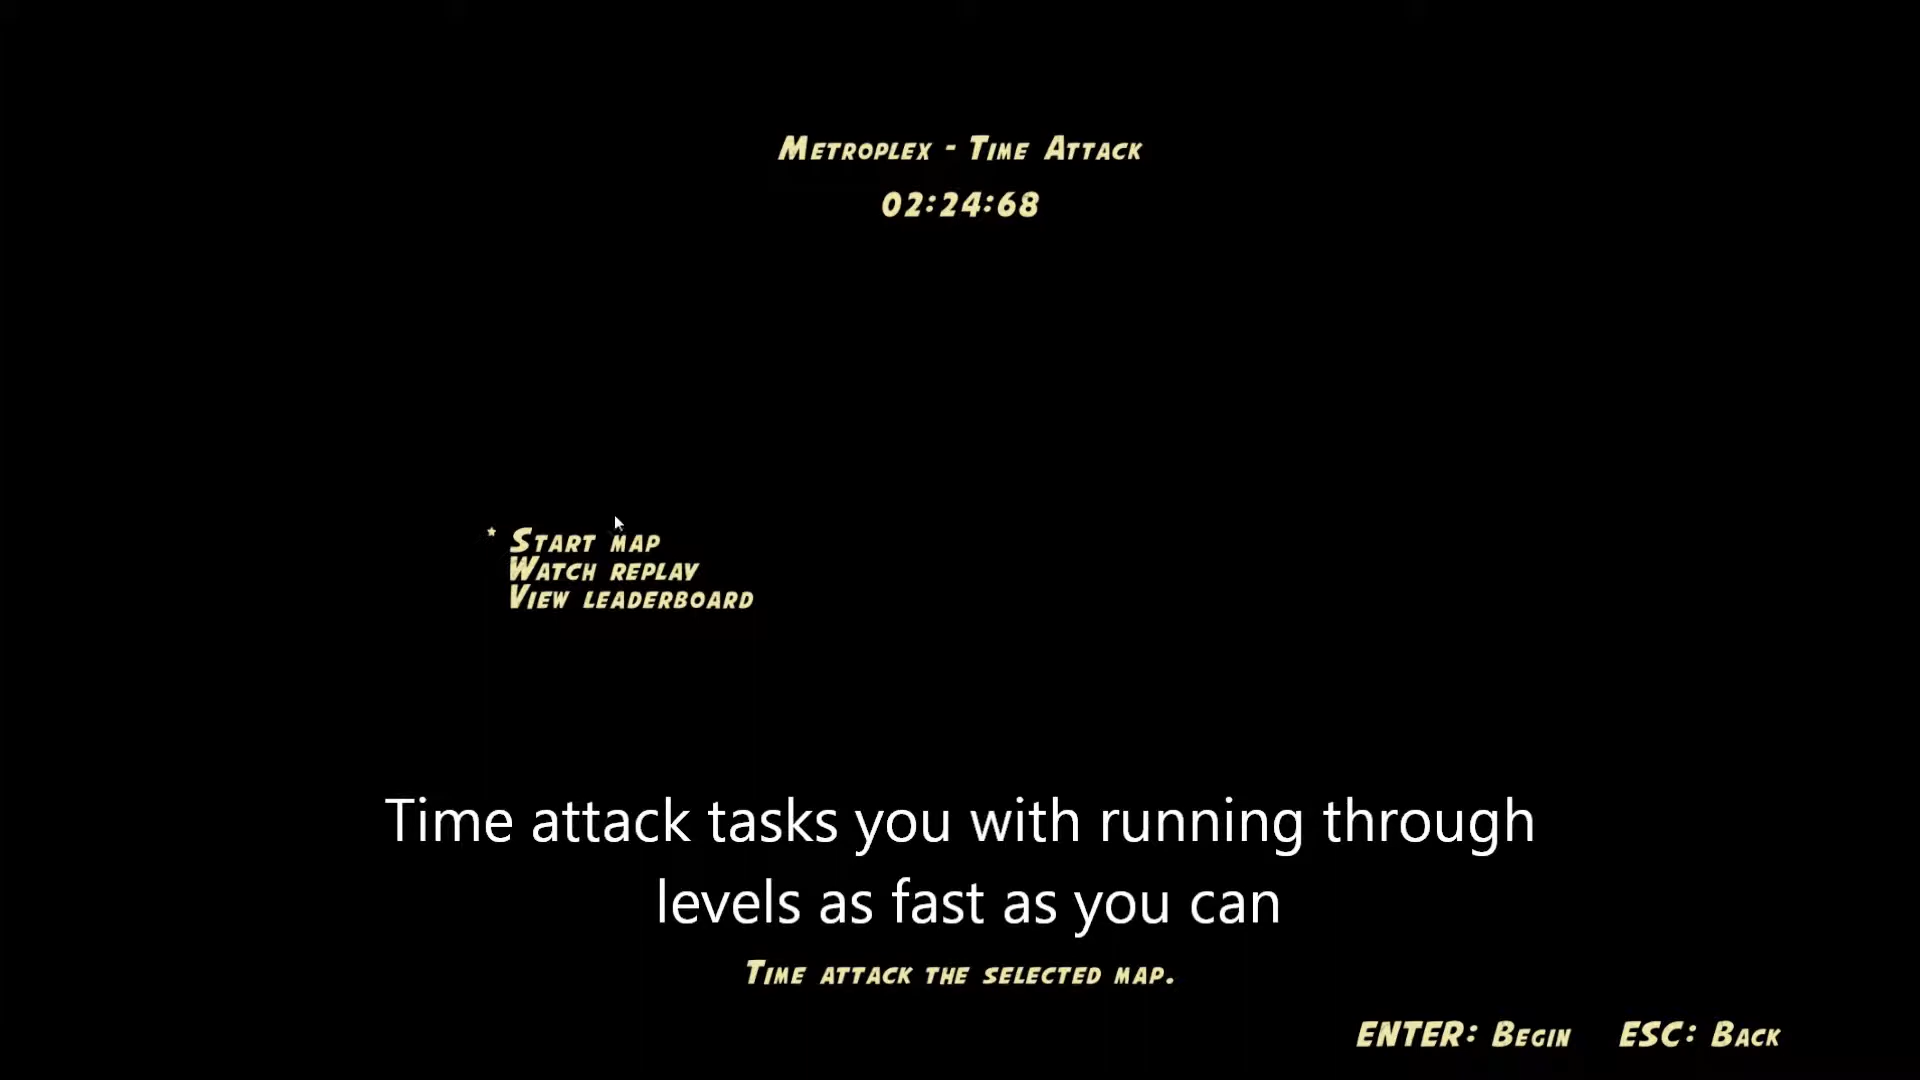 Metroplex - Time Attack
02:24:68
* Start map
Watch replay
View leaderboard
Time attack tasks you with running through
levels as fast as you can
Time attack the selected map.
ENTER: Begin ESC: Back